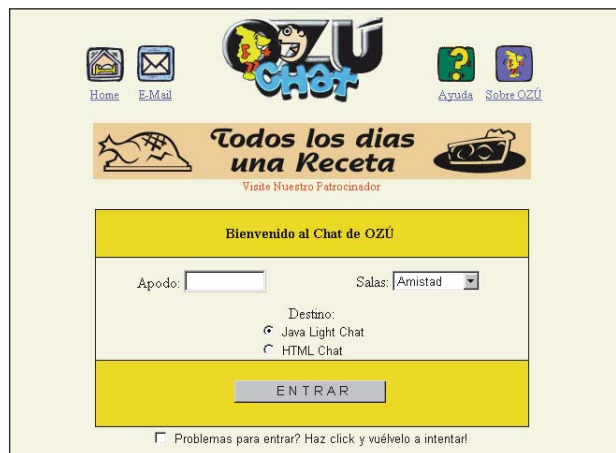 OZÚ
CHAT
Home E-Mail Ayuda Sobre OZÚ
Todos los dias
una Receta
Visite Nuestro Patrocinador
Bienvenido al Chat de OZÚ
Apodo: Salas: Amistad
Destino:
Java Light Chat
HTML Chat
ENTRAR
Problemas para entrar? Haz click y vuélvelo a intentar!